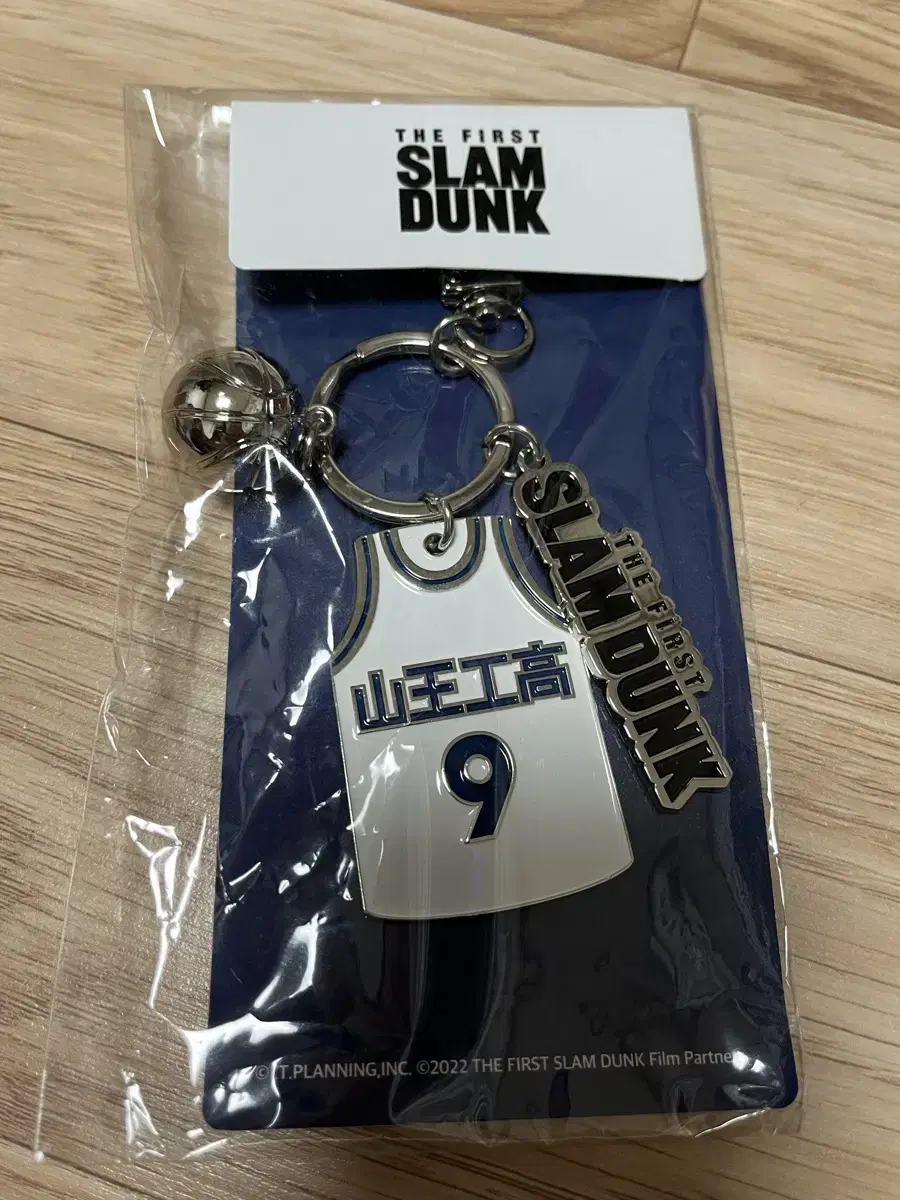 THE FIRST
SLAM
DUNK
THE FIRST
SLAM DUNK
山王工高
9
© I.T.PLANNING,INC. ©2022 THE FIRST SLAM DUNK Film Partners